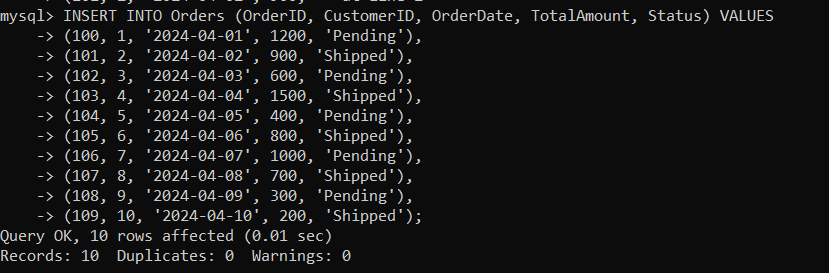 mysql> INSERT INTO Orders (OrderID, CustomerID, OrderDate, TotalAmount, Status) VALUES
    -> (100, 1, '2024-04-01', 1200, 'Pending'),
    -> (101, 2, '2024-04-02', 900, 'Shipped'),
    -> (102, 3, '2024-04-03', 600, 'Pending'),
    -> (103, 4, '2024-04-04', 1500, 'Shipped'),
    -> (104, 5, '2024-04-05', 400, 'Pending'),
    -> (105, 6, '2024-04-06', 800, 'Shipped'),
    -> (106, 7, '2024-04-07', 1000, 'Pending'),
    -> (107, 8, '2024-04-08', 700, 'Shipped'),
    -> (108, 9, '2024-04-09', 300, 'Pending'),
    -> (109, 10, '2024-04-10', 200, 'Shipped');
Query OK, 10 rows affected (0.01 sec)
Records: 10  Duplicates: 0  Warnings: 0